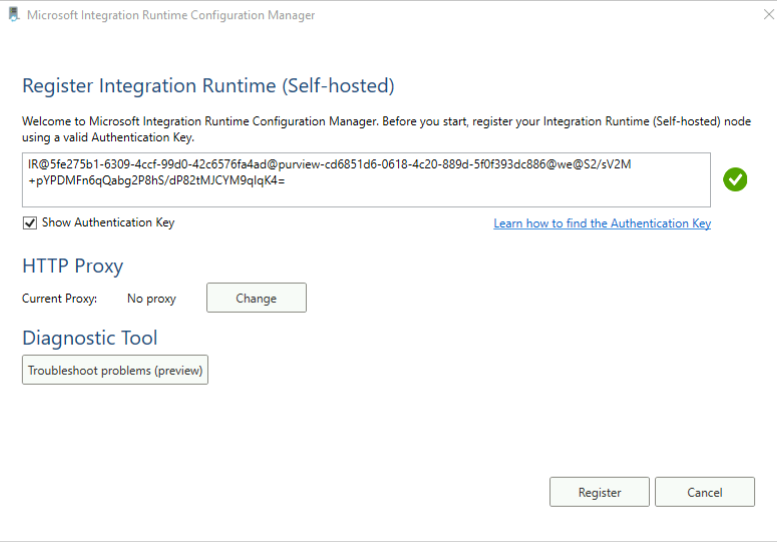 Microsoft Integration Runtime Configuration Manager
Register Integration Runtime (Self-hosted)
Welcome to Microsoft Integration Runtime Configuration Manager. Before you start, register your Integration Runtime (Self-hosted) node
using a valid Authentication Key.
IR@5fe275b1-6309-4ccf-99d0-42c6576fa4ad@purview-cd6851d6-0618-4c20-889d-5f0f393dc886@we@S2/sV2M
+pYPDMFn6qQabg2P8hS/dP82tMJCYM9qIqK4=
Show Authentication Key
Learn how to find the Authentication Key
HTTP Proxy
Current Proxy: No proxy Change
Diagnostic Tool
Troubleshoot problems (preview)
Register Cancel